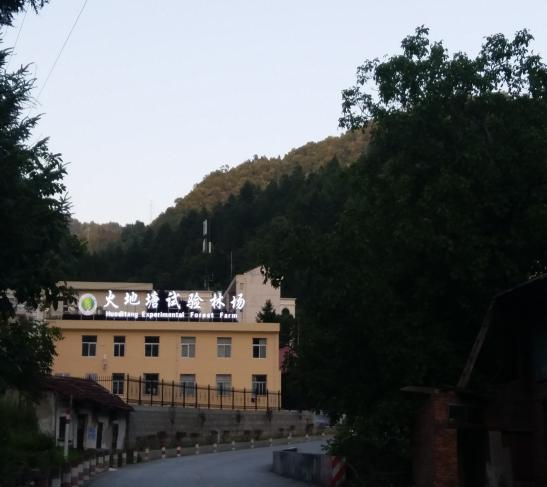 火地塘试验林场
Huoditang Experimental Forest Farm